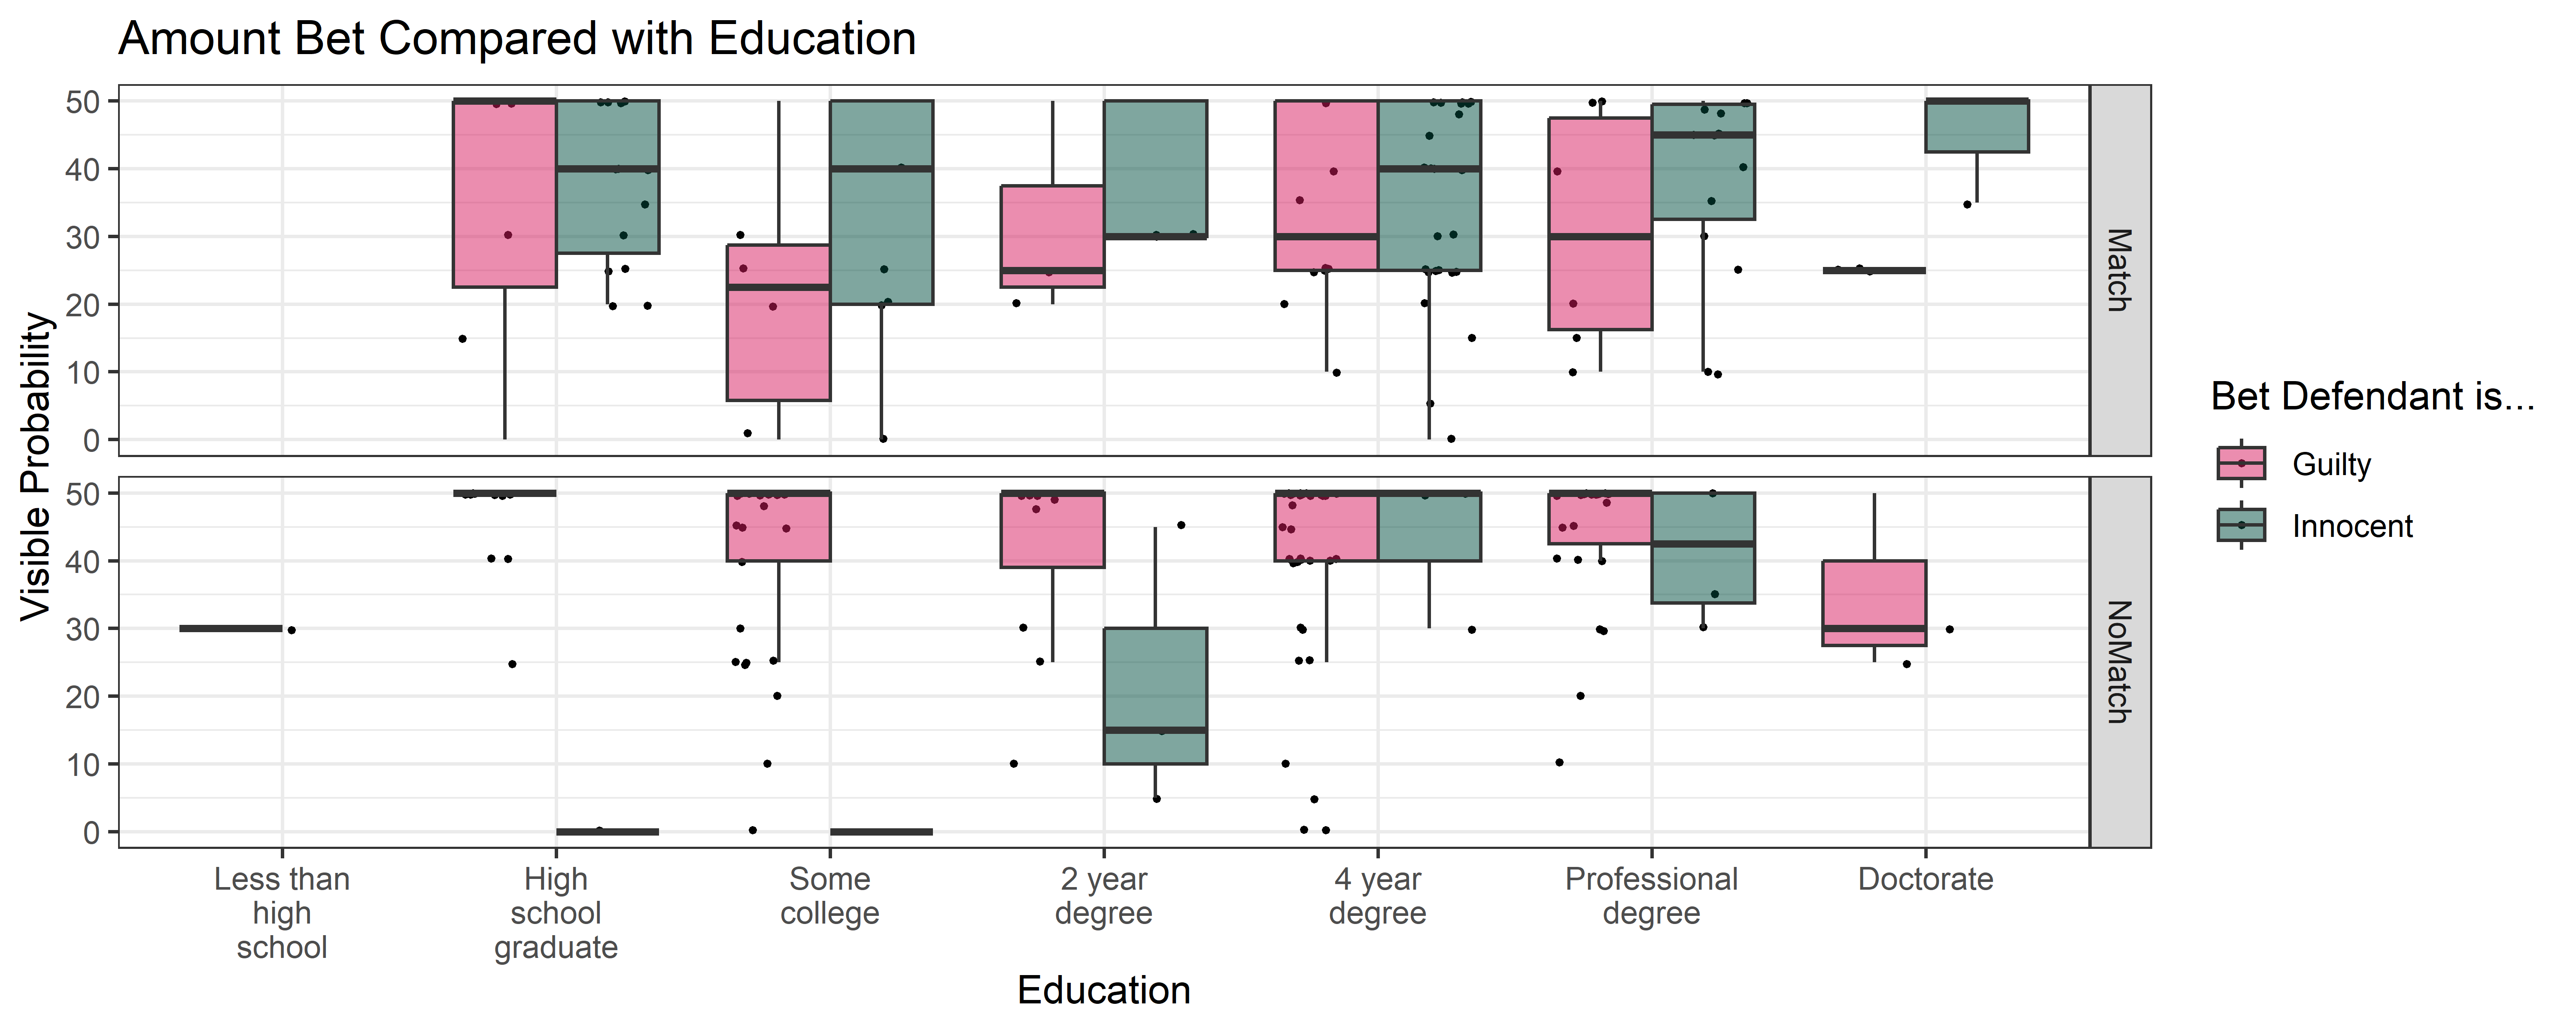 Amount Bet Compared with Education
Visible Probability
50
40
30
20
10
0
Match
50
40
30
20
10
0
NoMatch
Less than
high
school
High
school
graduate
Some
college
2 year
degree
4 year
degree
Professional
degree
Doctorate
Education
Bet Defendant is...
Guilty
Innocent